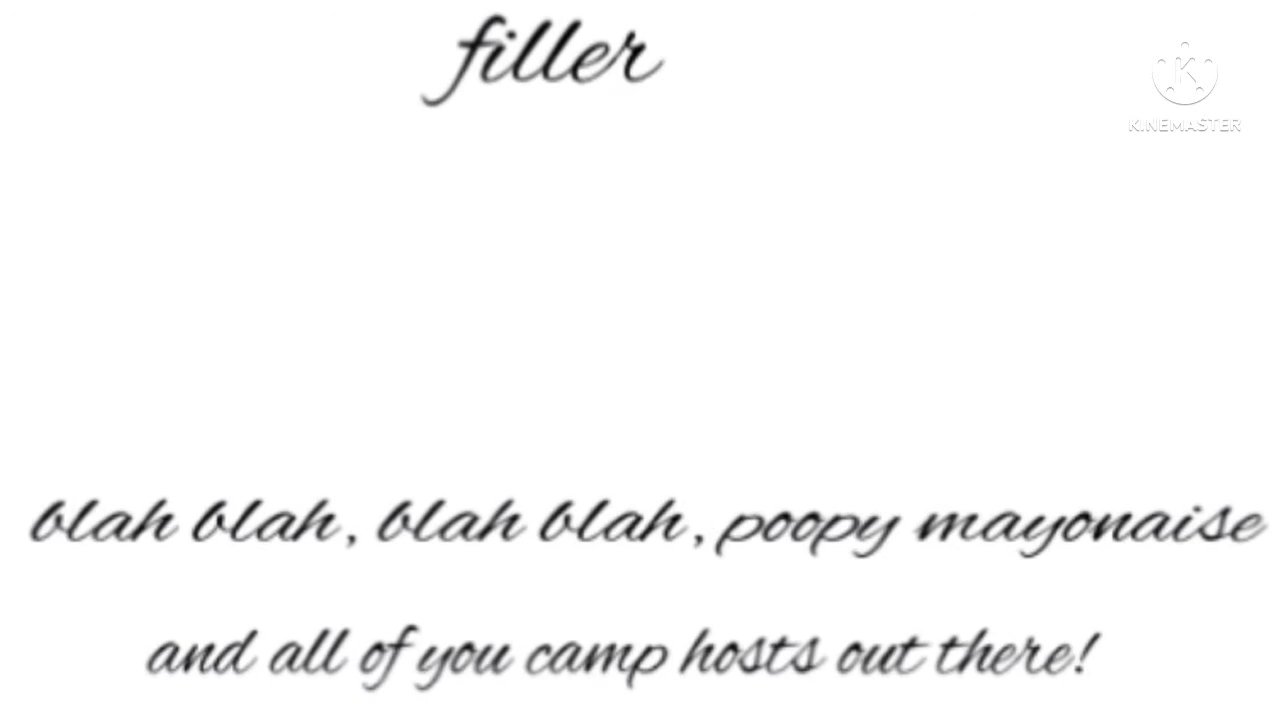 filler
KINEMASTER
blah blah, blah blah, poopy mayonaise
and all of you camp hosts out there!